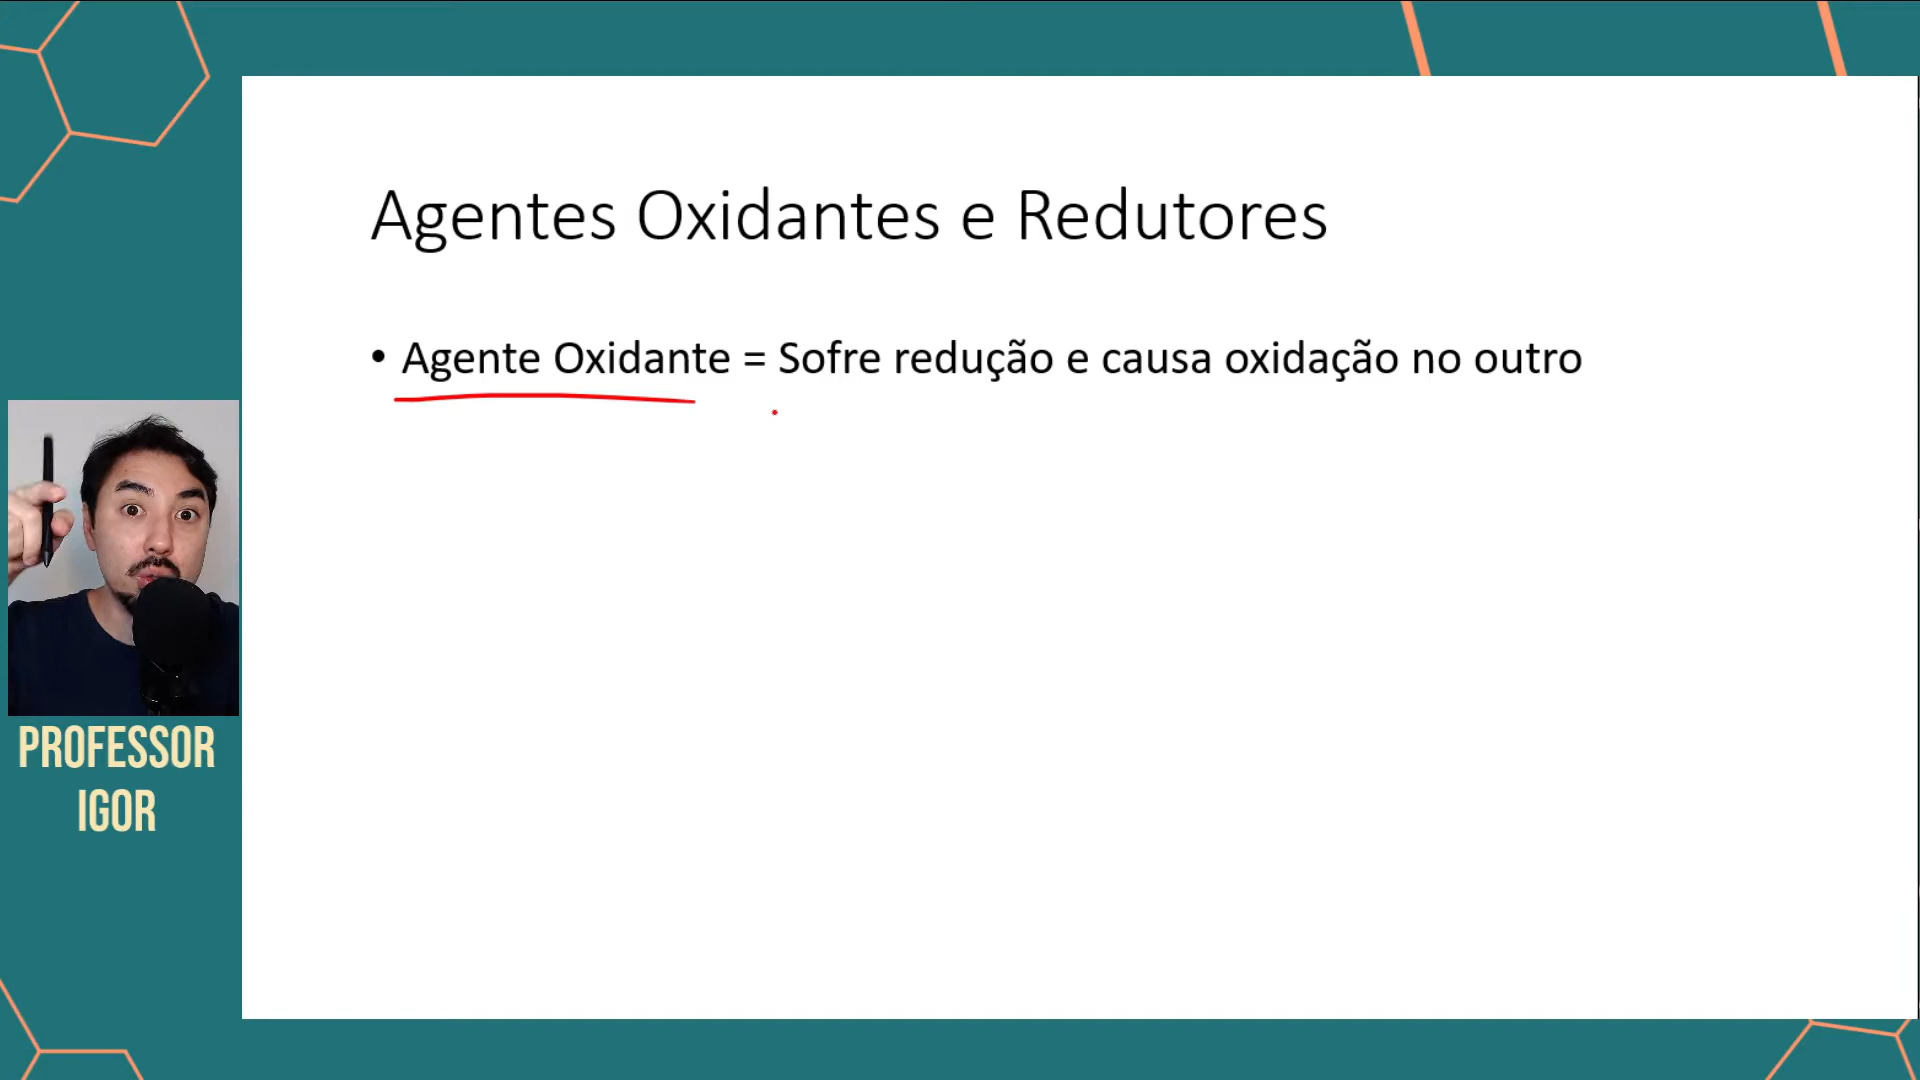 Agentes Oxidantes e Redutores
• Agente Oxidante = Sofre redução e causa oxidação no outro
PROFESSOR
IGOR